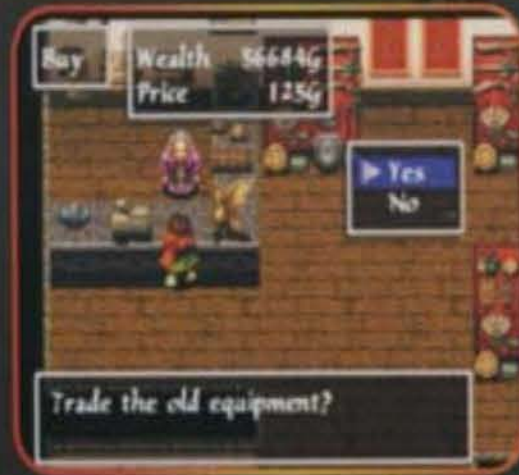 Buy
Wealth 56684G
Price 125G
Yes
No
Trade the old equipment?